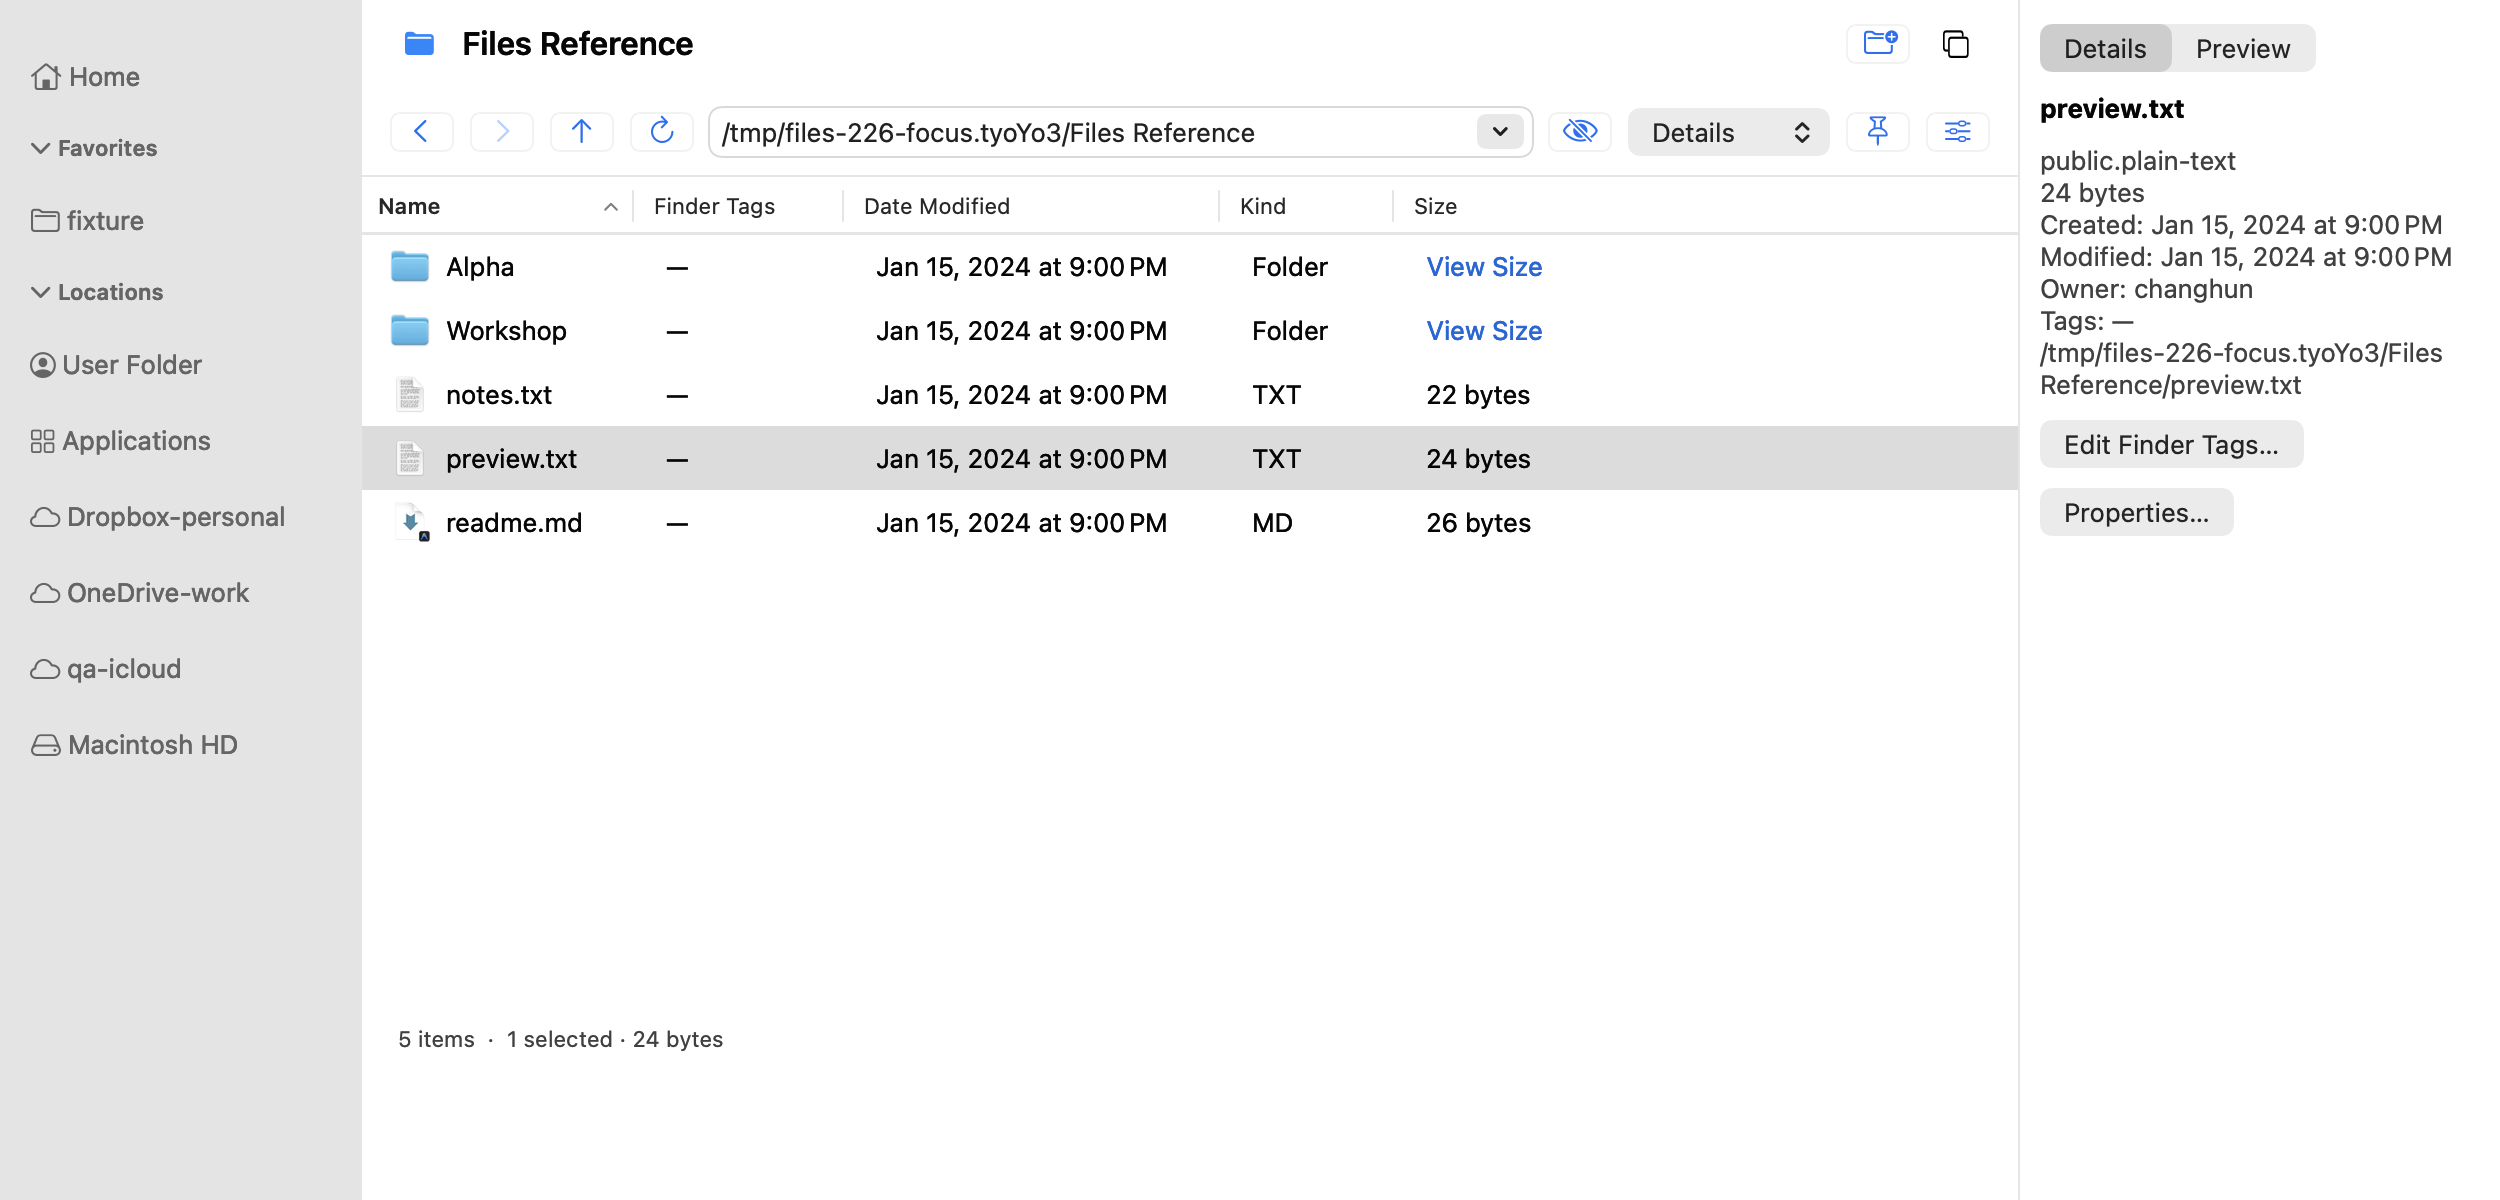 Home
Favorites
fixture
Locations
User Folder
Applications
Dropbox-personal
OneDrive-work
qa-icloud
Macintosh HD
Files Reference
/tmp/files-226-focus.tyoYo3/Files Reference
Details
Name Finder Tags Date Modified Kind Size
Alpha — Jan 15, 2024 at 9:00 PM Folder View Size
Workshop — Jan 15, 2024 at 9:00 PM Folder View Size
notes.txt — Jan 15, 2024 at 9:00 PM TXT 22 bytes
preview.txt — Jan 15, 2024 at 9:00 PM TXT 24 bytes
readme.md — Jan 15, 2024 at 9:00 PM MD 26 bytes
5 items · 1 selected · 24 bytes
Details Preview
preview.txt
public.plain-text
24 bytes
Created: Jan 15, 2024 at 9:00 PM
Modified: Jan 15, 2024 at 9:00 PM
Owner: changhun
Tags: —
/tmp/files-226-focus.tyoYo3/Files
Reference/preview.txt
Edit Finder Tags...
Properties...